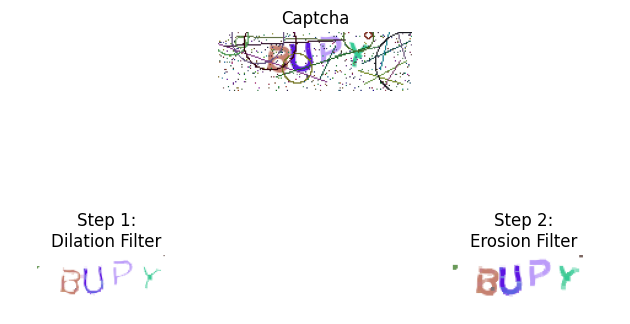 Captcha
BUPY
Step 1:
Dilation Filter
BUPY
Step 2:
Erosion Filter
BUPY